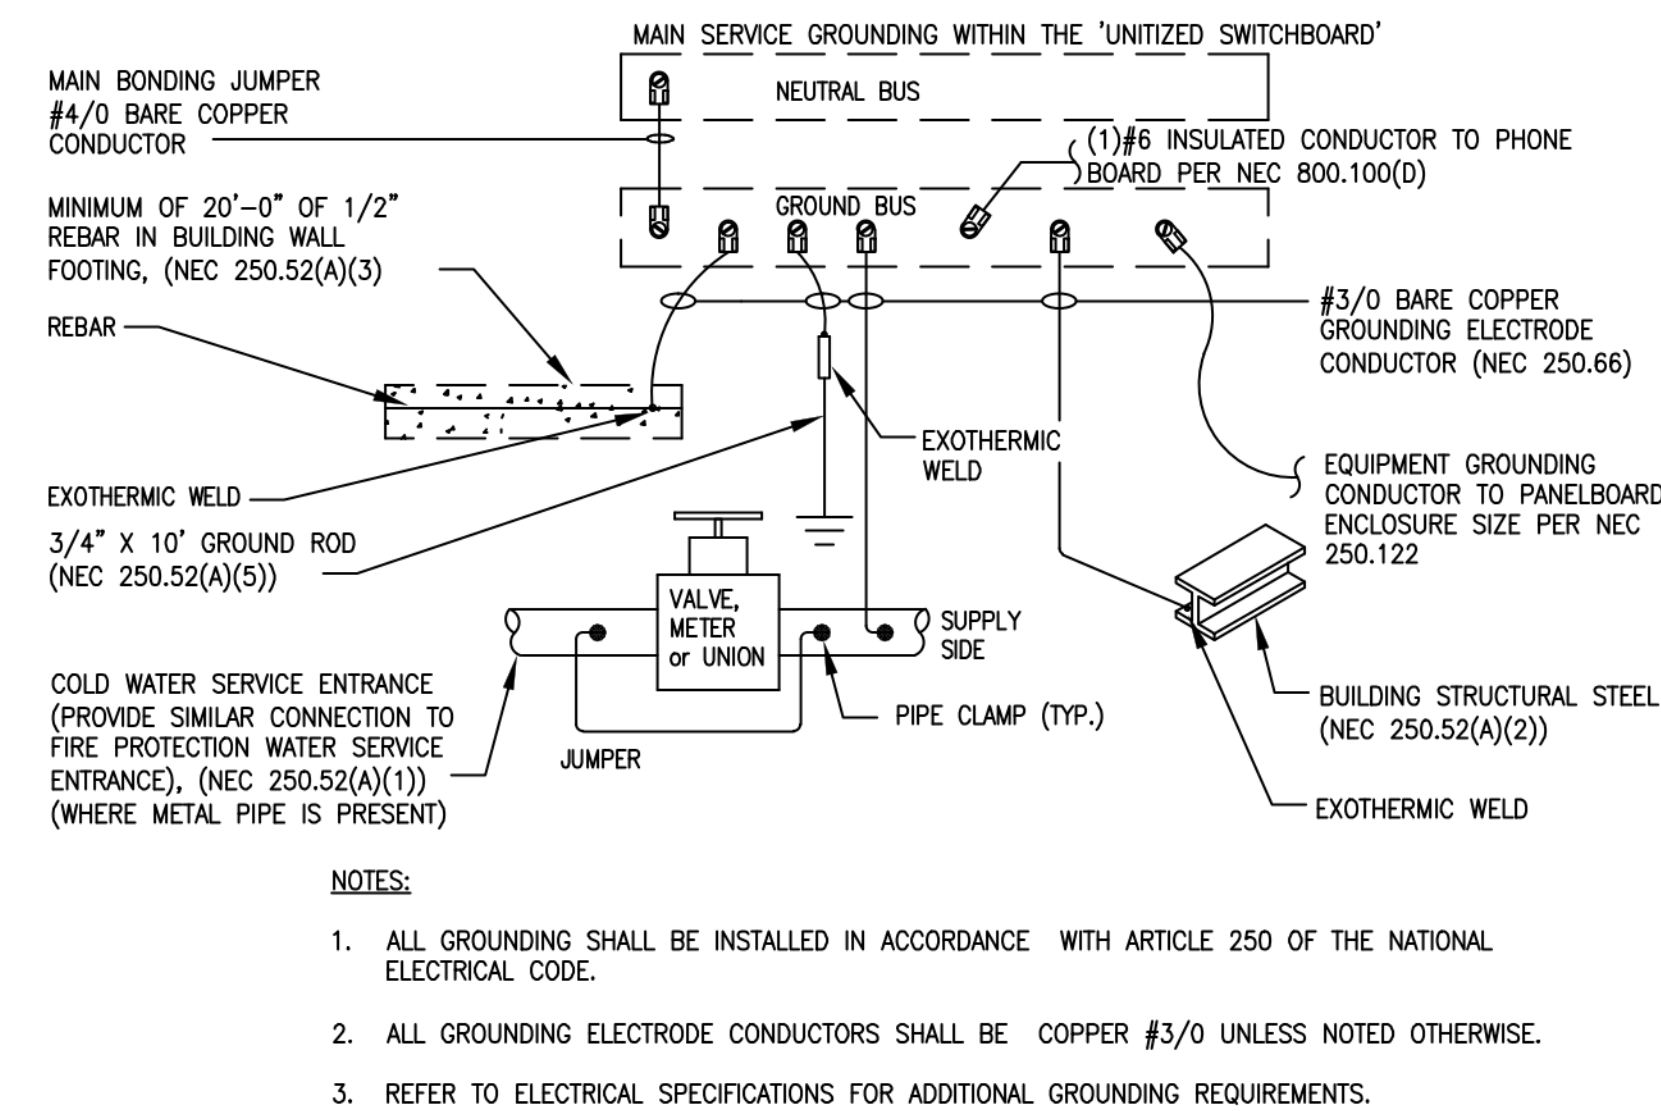 MAIN SERVICE GROUNDING WITHIN THE 'UNITIZED SWITCHBOARD'
MAIN BONDING JUMPER
#4/0 BARE COPPER
CONDUCTOR
NEUTRAL BUS
(1)#6 INSULATED CONDUCTOR TO PHONE
BOARD PER NEC 800.100(D)
MINIMUM OF 20'-0" OF 1/2"
REBAR IN BUILDING WALL
FOOTING, (NEC 250.52(A)(3)
GROUND BUS
REBAR
#3/0 BARE COPPER
GROUNDING ELECTRODE
CONDUCTOR (NEC 250.66)
EXOTHERMIC
WELD
EXOTHERMIC WELD
EQUIPMENT GROUNDING
CONDUCTOR TO PANELBOARD
ENCLOSURE SIZE PER NEC
250.122
3/4" X 10' GROUND ROD
(NEC 250.52(A)(5))
VALVE,
METER
or UNION
SUPPLY
SIDE
COLD WATER SERVICE ENTRANCE
(PROVIDE SIMILAR CONNECTION TO
FIRE PROTECTION WATER SERVICE
ENTRANCE), (NEC 250.52(A)(1))
(WHERE METAL PIPE IS PRESENT)
JUMPER
PIPE CLAMP (TYP.)
BUILDING STRUCTURAL STEEL
(NEC 250.52(A)(2))
EXOTHERMIC WELD
NOTES:
1. ALL GROUNDING SHALL BE INSTALLED IN ACCORDANCE WITH ARTICLE 250 OF THE NATIONAL
ELECTRICAL CODE.
2. ALL GROUNDING ELECTRODE CONDUCTORS SHALL BE COPPER #3/0 UNLESS NOTED OTHERWISE.
3. REFER TO ELECTRICAL SPECIFICATIONS FOR ADDITIONAL GROUNDING REQUIREMENTS.